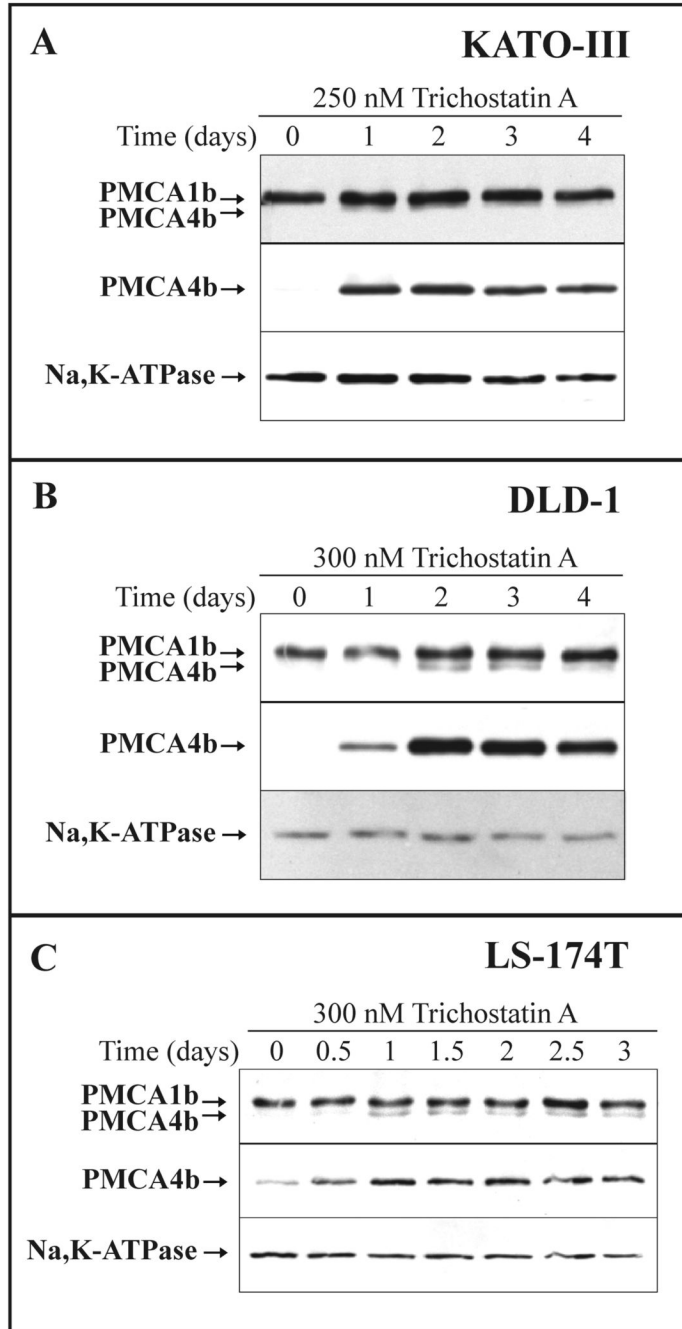 A
KATO-III
250 nM Trichostatin A
Time (days) 0 1 2 3 4
PMCA1b→
PMCA4b→
PMCA4b→
Na,K-ATPase →
B
DLD-1
300 nM Trichostatin A
Time (days) 0 1 2 3 4
PMCA1b→
PMCA4b→
PMCA4b→
Na,K-ATPase →
C
LS-174T
300 nM Trichostatin A
Time (days) 0 0.5 1 1.5 2 2.5 3
PMCA1b→
PMCA4b→
PMCA4b→
Na,K-ATPase →